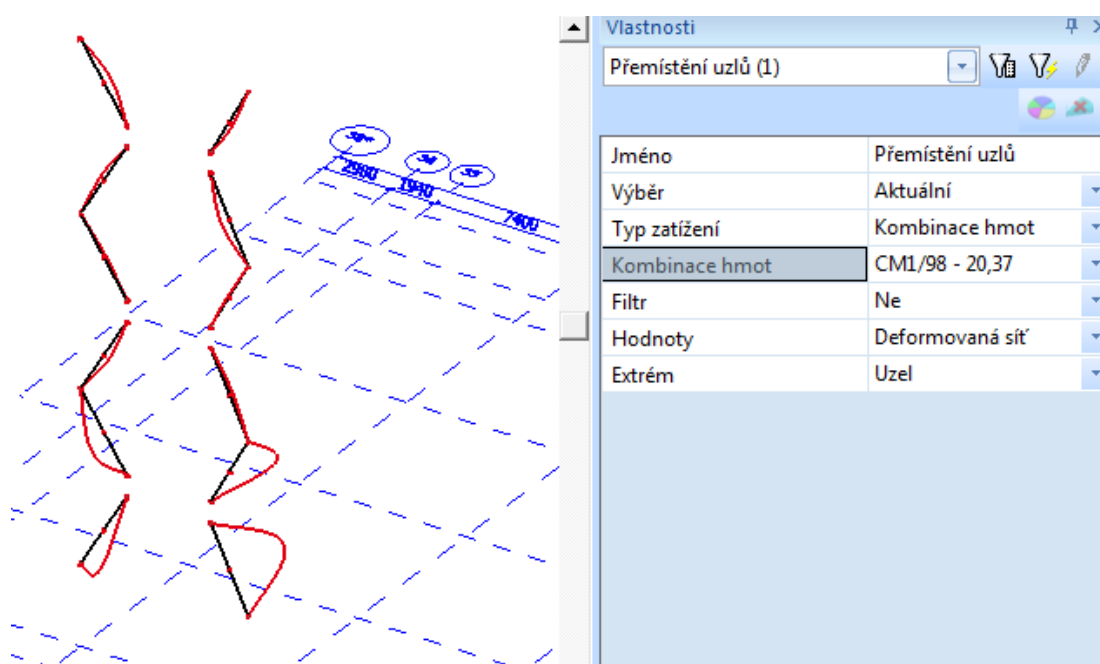 Vlastnosti
Přemístění uzlů (1)
Jméno Přemístění uzlů
Výběr Aktuální
Typ zatížení Kombinace hmot
Kombinace hmot CM1/98 - 20,37
Filtr Ne
Hodnoty Deformovaná síť
Extrém Uzel
7400